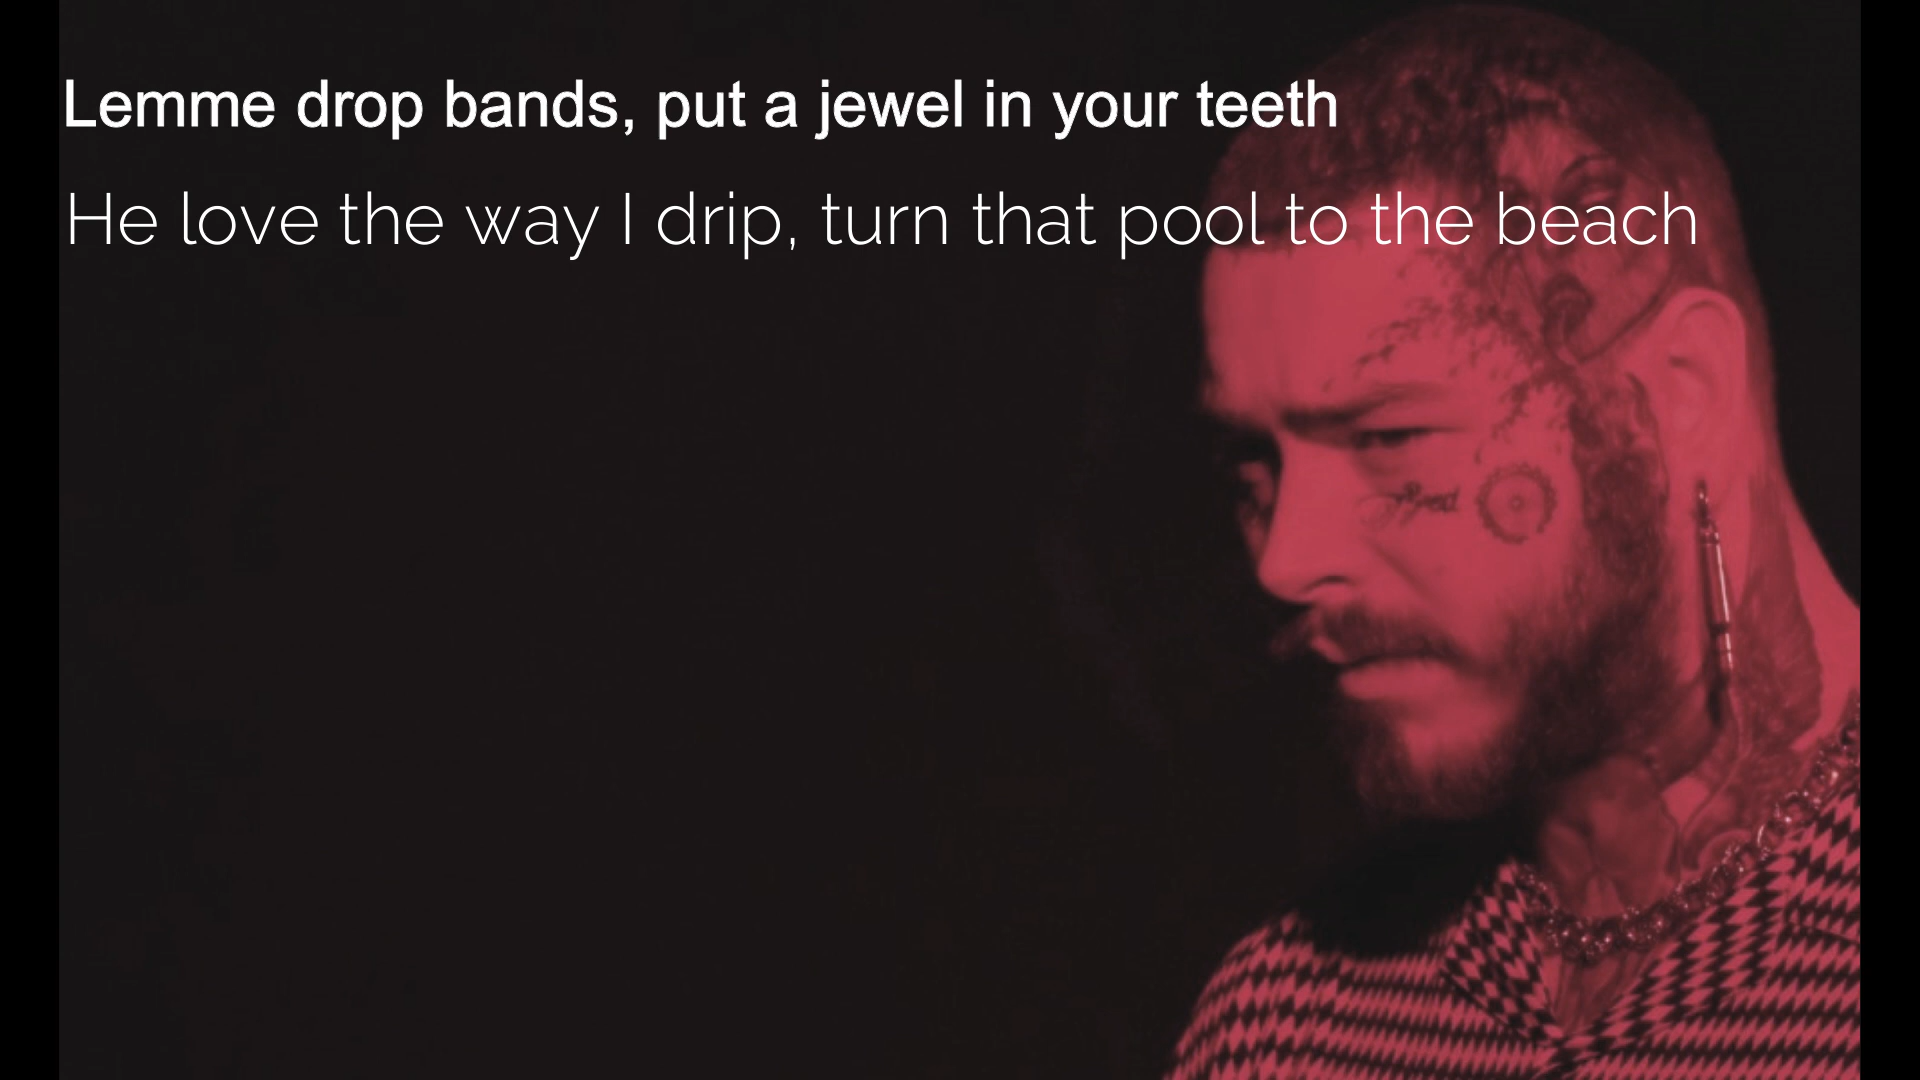 Lemme drop bands, put a jewel in your teeth
He love the way I drip, turn that pool to the beach